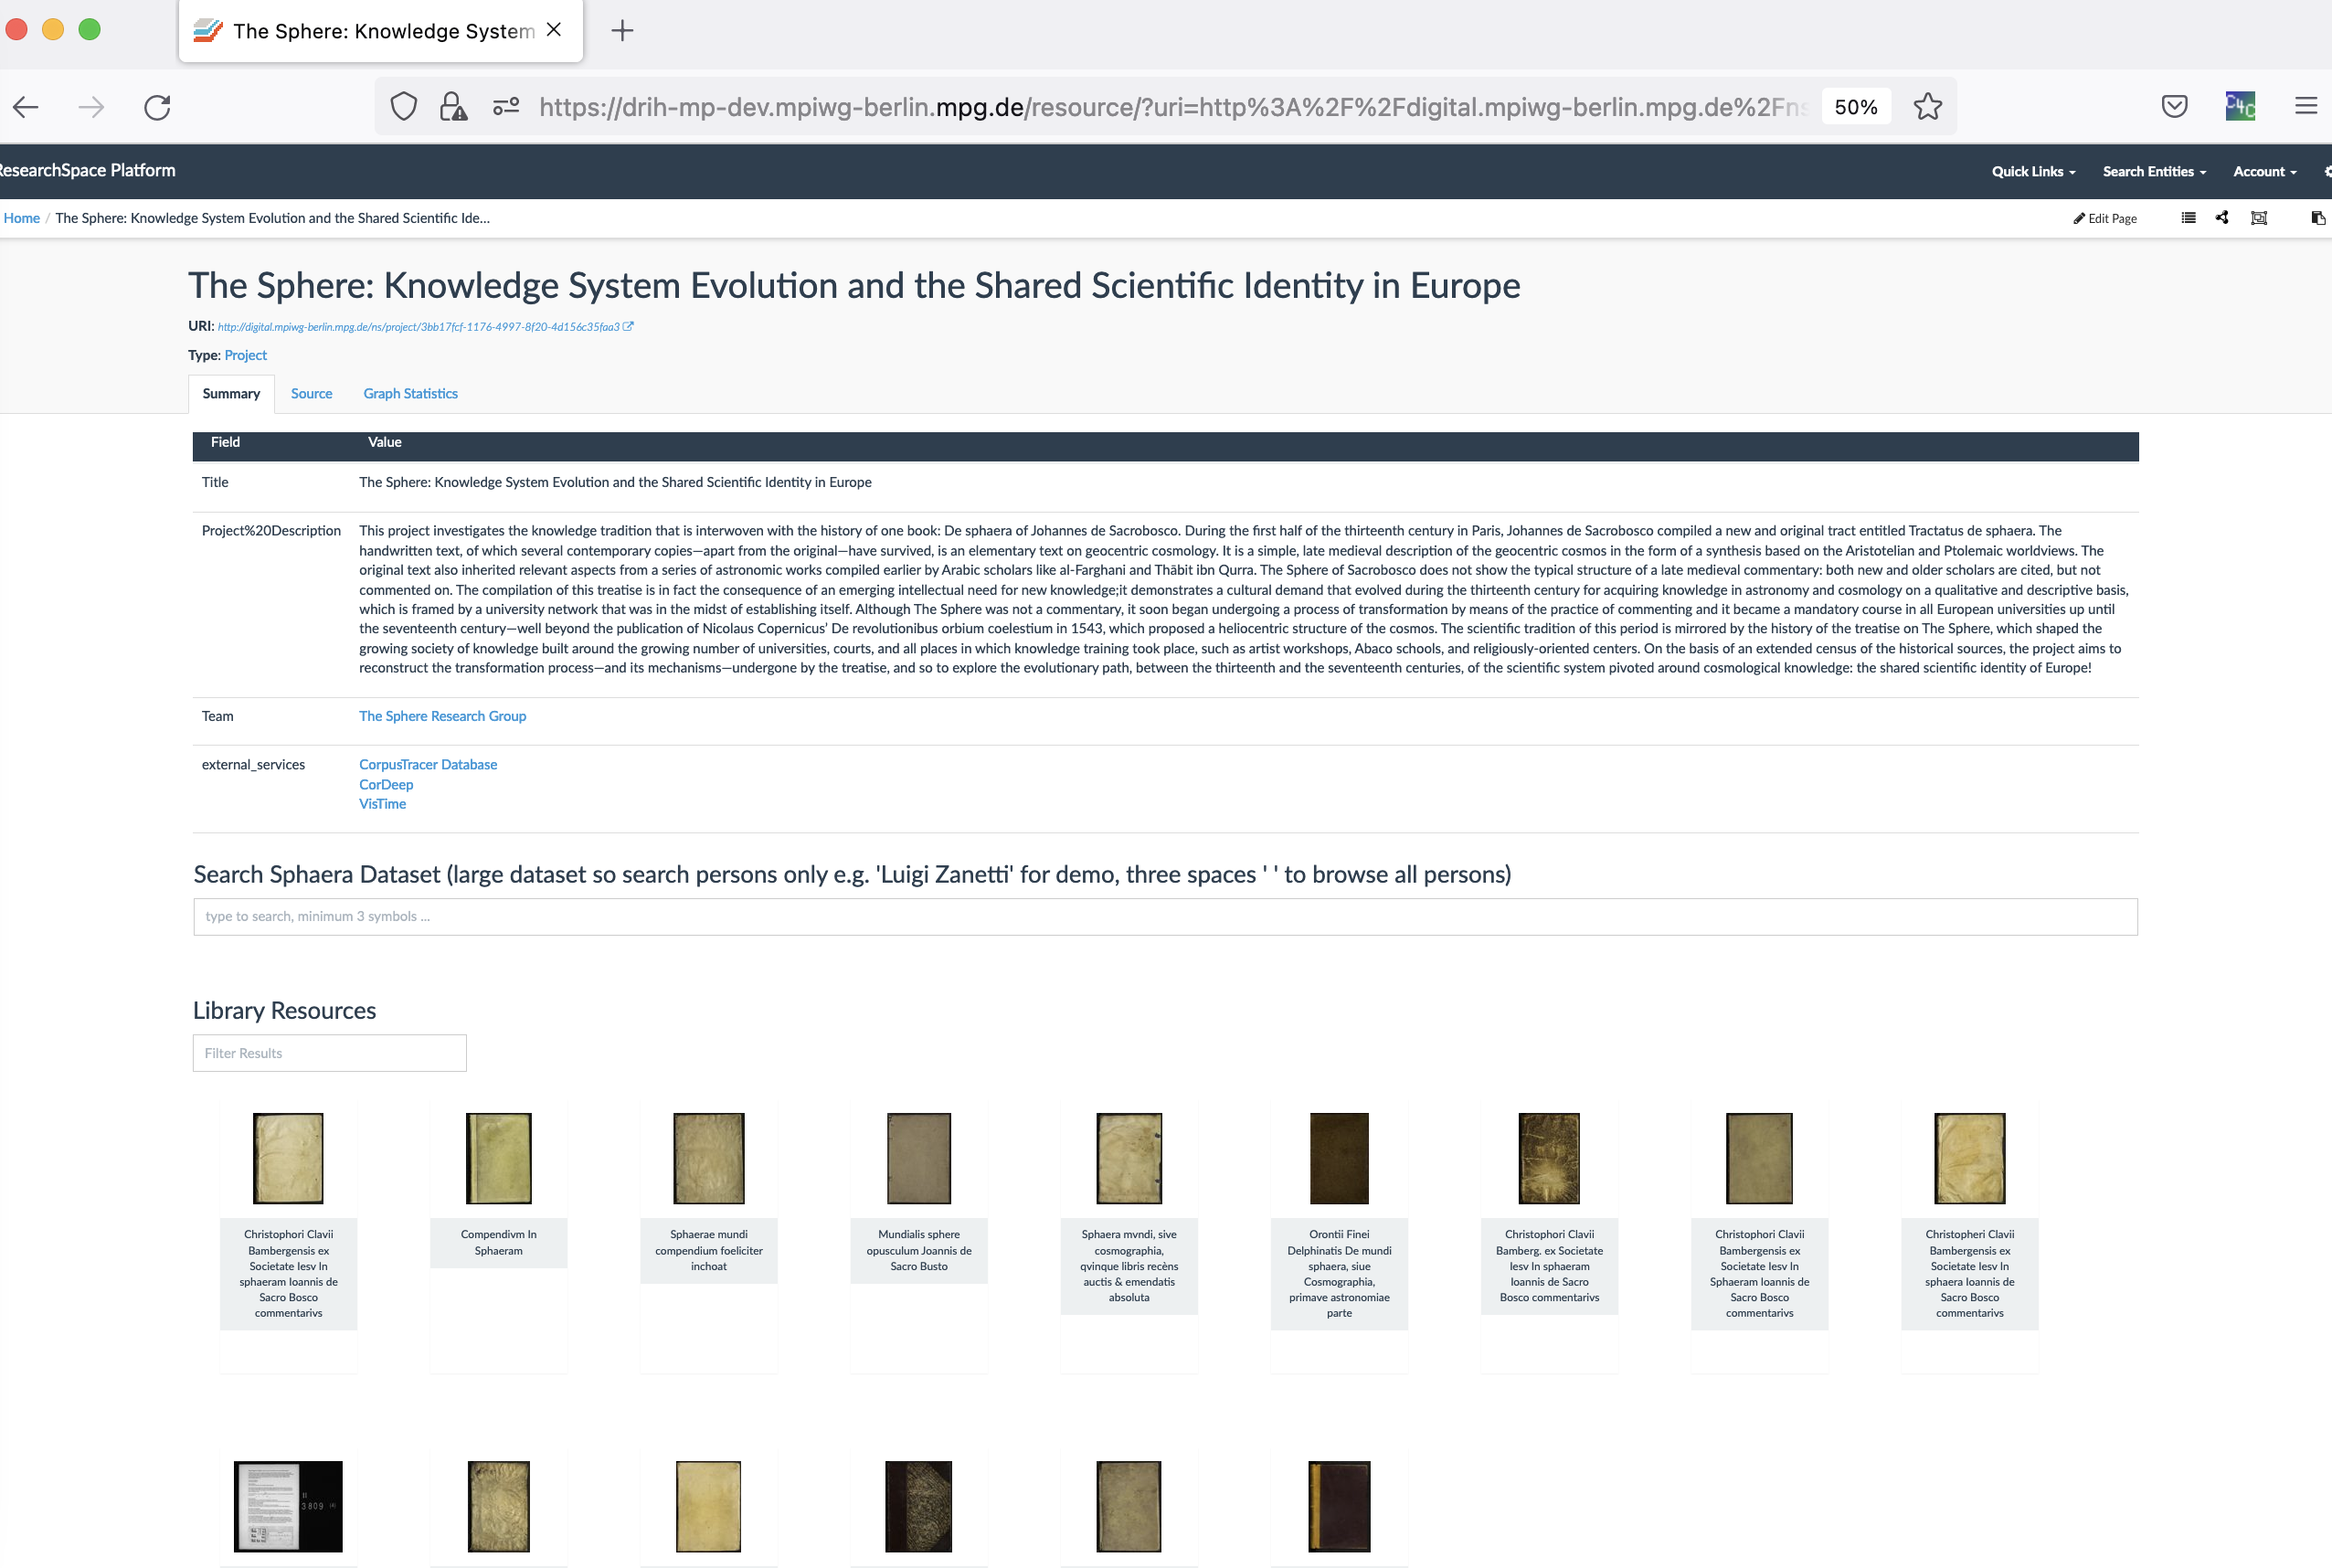 The Sphere: Knowledge System
https://drih-mp-dev.mpiwg-berlin.mpg.de/resource/?uri=http%3A%2F%2Fdigital.mpiwg-berlin.mpg.de%2Fns
50%
ResearchSpace Platform
Quick Links
Search Entities
Account
Home / The Sphere: Knowledge System Evolution and the Shared Scientific Ide...
Edit Page
The Sphere: Knowledge System Evolution and the Shared Scientific Identity in Europe
URI: http://digital.mpiwg-berlin.mpg.de/ns/project/3bb17fcf-1176-4997-8f20-4d156c35faa3
Type: Project
Summary Source Graph Statistics
Field Value
Title The Sphere: Knowledge System Evolution and the Shared Scientific Identity in Europe
Project%20Description This project investigates the knowledge tradition that is interwoven with the history of one book: De sphaera of Johannes de Sacrobosco. During the first half of the thirteenth century in Paris, Johannes de Sacrobosco compiled a new and original tract entitled Tractatus de sphaera. The
handwritten text, of which several contemporary copies—apart from the original—have survived, is an elementary text on geocentric cosmology. It is a simple, late medieval description of the geocentric cosmos in the form of a synthesis based on the Aristotelian and Ptolemaic worldviews. The
original text also inherited relevant aspects from a series of astronomic works compiled earlier by Arabic scholars like al-Farghani and Thābit ibn Qurra. The Sphere of Sacrobosco does not show the typical structure of a late medieval commentary: both new and older scholars are cited, but not
commented on. The compilation of this treatise is in fact the consequence of an emerging intellectual need for new knowledge;it demonstrates a cultural demand that evolved during the thirteenth century for acquiring knowledge in astronomy and cosmology on a qualitative and descriptive basis,
which is framed by a university network that was in the midst of establishing itself. Although The Sphere was not a commentary, it soon began undergoing a process of transformation by means of the practice of commenting and it became a mandatory course in all European universities up until
the seventeenth century—well beyond the publication of Nicolaus Copernicus' De revolutionibus orbium coelestium in 1543, which proposed a heliocentric structure of the cosmos. The scientific tradition of this period is mirrored by the history of the treatise on The Sphere, which shaped the
growing society of knowledge built around the growing number of universities, courts, and all places in which knowledge training took place, such as artist workshops, Abaco schools, and religiously-oriented centers. On the basis of an extended census of the historical sources, the project aims to
reconstruct the transformation process—and its mechanisms—undergone by the treatise, and so to explore the evolutionary path, between the thirteenth and the seventeenth centuries, of the scientific system pivoted around cosmological knowledge: the shared scientific identity of Europe!
Team The Sphere Research Group
external_services CorpusTracer Database
CorDeep
VisTime
Search Sphaera Dataset (large dataset so search persons only e.g. 'Luigi Zanetti' for demo, three spaces ' ' to browse all persons)
type to search, minimum 3 symbols ...
Library Resources
Filter Results
Christophori Clavii
Bambergensis ex
Societate Iesv In
sphaeram Ioannis de
Sacro Bosco
commentarivs
Compendivm In
Sphaeram
Sphaerae mundi
compendium foeliciter
inchoat
Mundialis sphere
opusculum Joannis de
Sacro Busto
Sphaera mvndi, sive
cosmographia,
qvinque libris recèns
auctis & emendatis
absoluta
Orontii Finei
Delphinatis De mundi
sphaera, siue
Cosmographia,
primave astronomiae
parte
Christophori Clavii
Bamberg. ex Societate
Iesv In sphaeram
Ioannis de Sacro
Bosco commentarivs
Christophori Clavii
Bambergensis ex
Societate Iesv In
Sphaeram Ioannis de
Sacro Bosco
commentarivs
Christopheri Clavii
Bambergensis ex
Societate Iesv In
sphaera Ioannis de
Sacro Bosco
commentarivs
3809